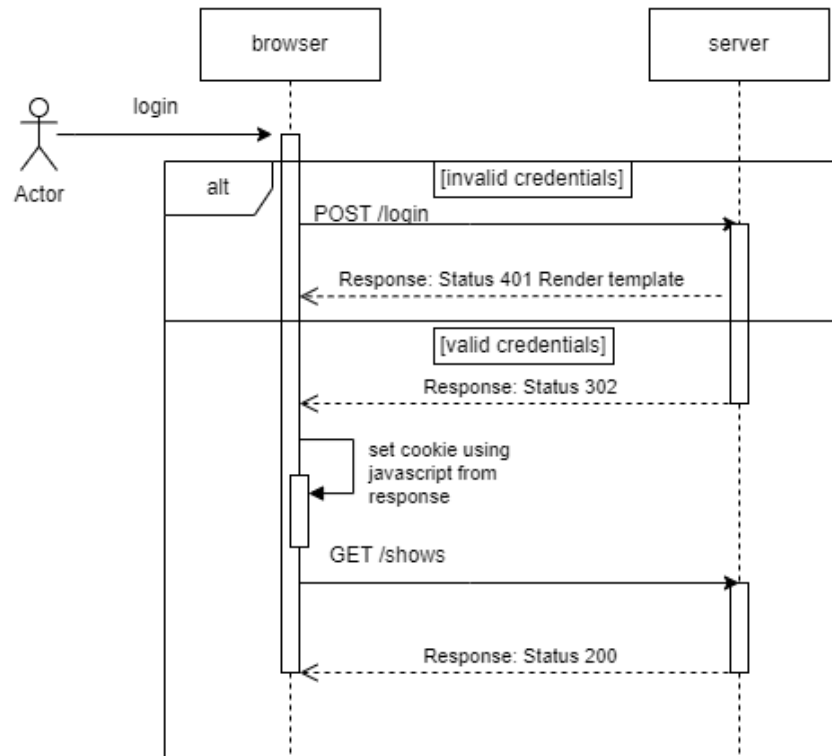 browser
server
login
Actor
alt
[invalid credentials]
POST /login
Response: Status 401 Render template
[valid credentials]
Response: Status 302
set cookie using
javascript from
response
GET /shows
Response: Status 200